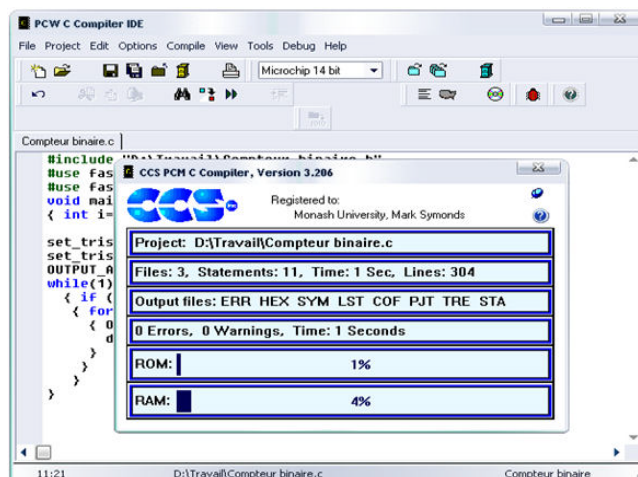 PCW C Compiler IDE
File Project Edit Options Compile View Tools Debug Help
Microchip 14 bit
Compteur binaire.c
#include "D:\Travail\Compteur binaire.h"
#use fas
#use fas
void mai
{ int i=
set_tris
set_tris
OUTPUT_A
while(1)
{ if (
{ for
{ O
d
}
}
}
}
CCS PCM C Compiler, Version 3.206
CCS
Registered to:
Monash University, Mark Symonds
Project: D:\Travail\Compteur binaire.c
Files: 3, Statements: 11, Time: 1 Sec, Lines: 304
Output files: ERR HEX SYM LST COF PJT TRE STA
0 Errors, 0 Warnings, Time: 1 Seconds
ROM: 1%
RAM: 4%
11:21 D:\Travail\Compteur binaire.c Compteur binaire